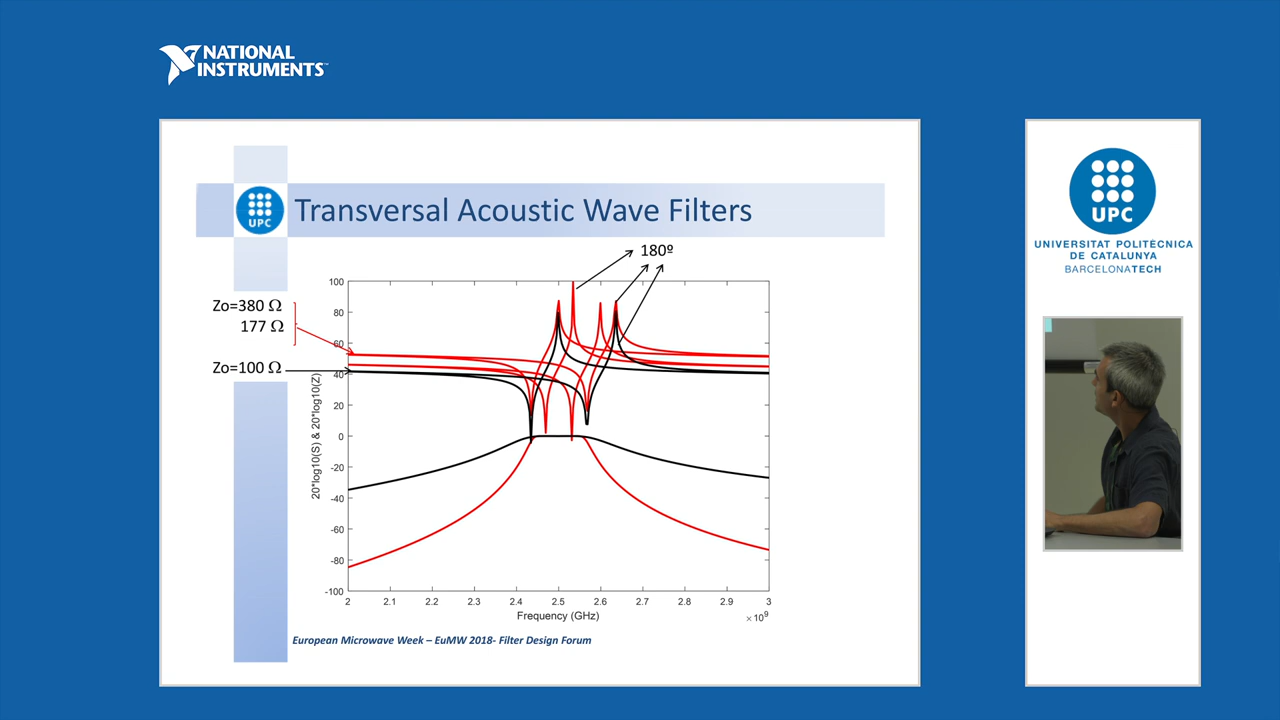 NATIONAL
INSTRUMENTS™
UPC
Transversal Acoustic Wave Filters
180º
Zo=380 Ω
177 Ω
Zo=100 Ω
100
80
60
40
20
0
-20
-40
-60
-80
-100
20*log10(S) & 20*log10(Z)
2 2.1 2.2 2.3 2.4 2.5 2.6 2.7 2.8 2.9 3
Frequency (GHz)
×10⁹
European Microwave Week – EuMW 2018- Filter Design Forum
UPC
UNIVERSITAT POLITÈCNICA
DE CATALUNYA
BARCELONATECH